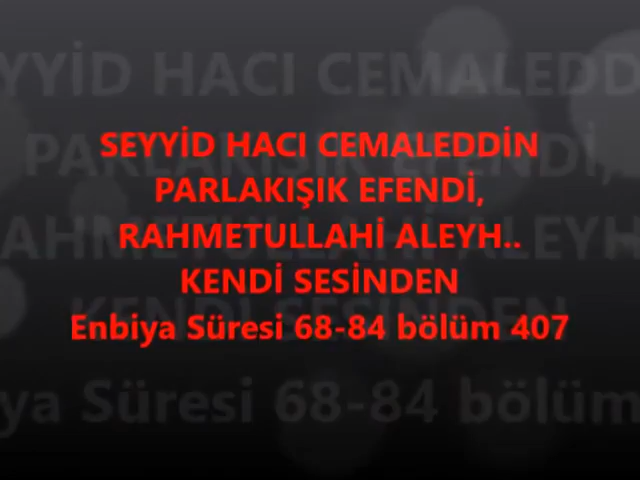 SEYYİD HACI CEMALEDDİN
PARLAKIŞIK EFENDİ,
RAHMETULLAHİ ALEYH..
KENDİ SESİNDEN
Enbiya Süresi 68-84 bölüm 407